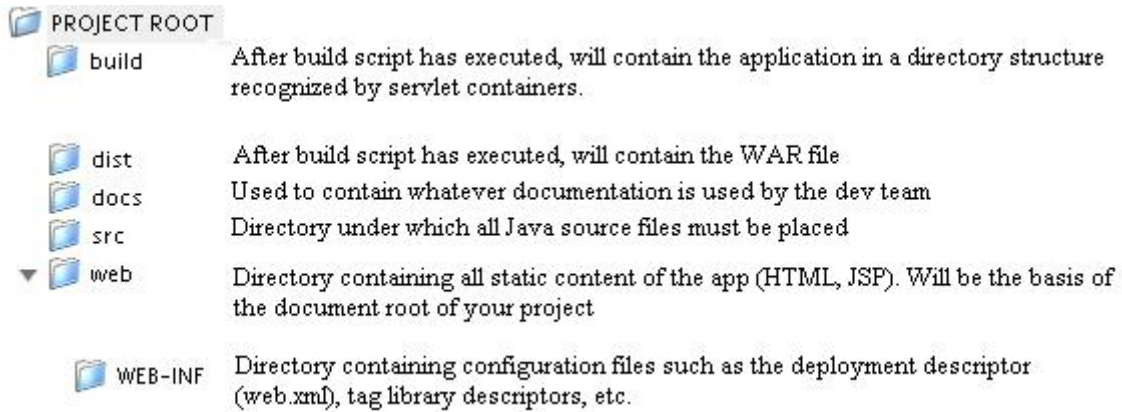 PROJECT ROOT
build
After build script has executed, will contain the application in a directory structure
recognized by servlet containers.
dist
After build script has executed, will contain the WAR file
docs
Used to contain whatever documentation is used by the dev team
src
Directory under which all Java source files must be placed
web
Directory containing all static content of the app (HTML, JSP). Will be the basis of
the document root of your project
WEB-INF
Directory containing configuration files such as the deployment descriptor
(web.xml), tag library descriptors, etc.